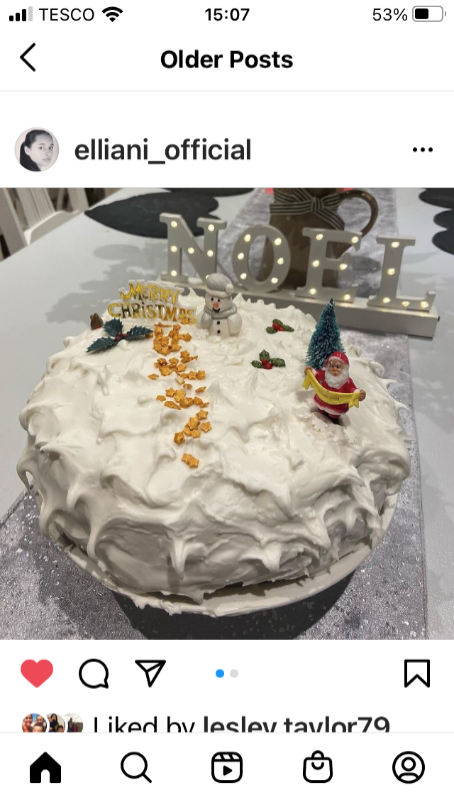 TESCO 15:07 53%
Older Posts
elliani_official
NOEL
MERRY
CHRISTMAS
Liked by lesley.taylor79